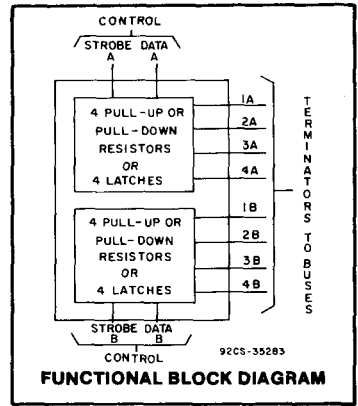 CONTROL
STROBE DATA
A A
4 PULL-UP OR
PULL-DOWN
RESISTORS
OR
4 LATCHES
1A
2A
3A
4A
4 PULL-UP OR
PULL-DOWN
RESISTORS
OR
4 LATCHES
1B
2B
3B
4B
TERMINATORS TO BUSES
STROBE DATA
B B
CONTROL
92CS-35283
FUNCTIONAL BLOCK DIAGRAM